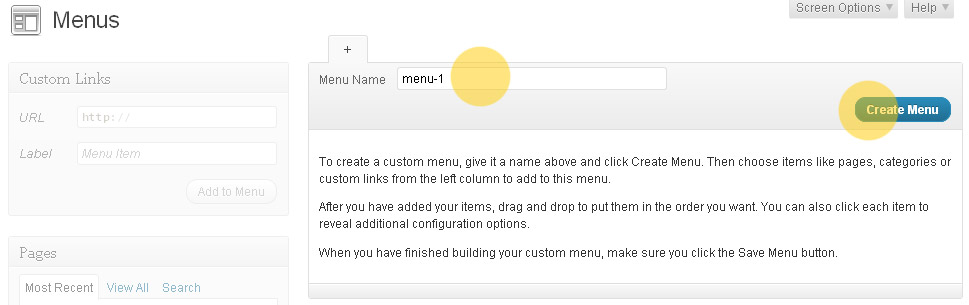 Menus
Screen Options
Help
Custom Links
URL
http://
Label
Menu Item
Add to Menu
Pages
Most Recent
View All
Search
+
Menu Name
menu-1
Create Menu
To create a custom menu, give it a name above and click Create Menu. Then choose items like pages, categories or
custom links from the left column to add to this menu.
After you have added your items, drag and drop to put them in the order you want. You can also click each item to
reveal additional configuration options.
When you have finished building your custom menu, make sure you click the Save Menu button.